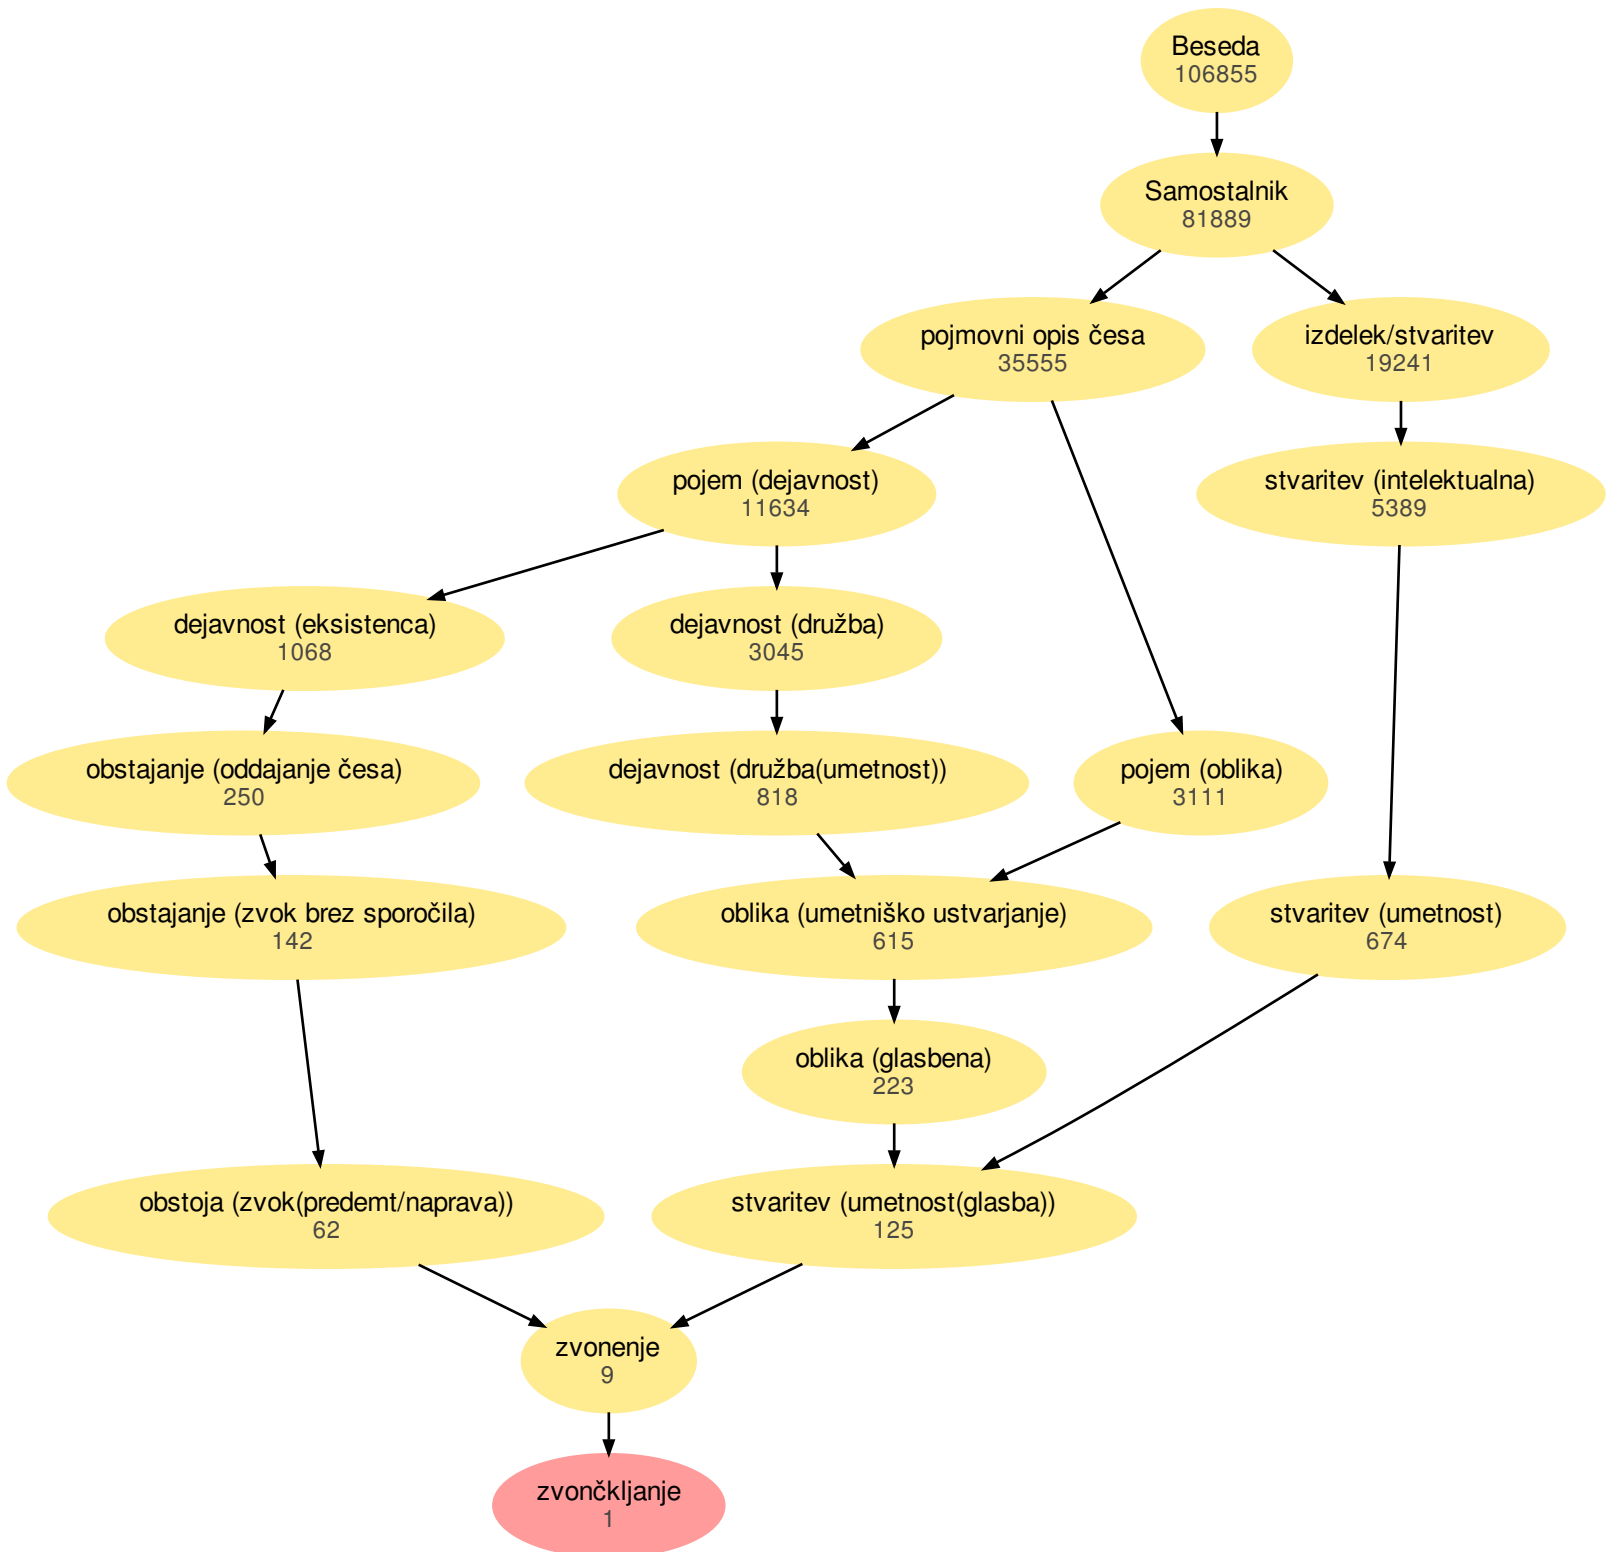 Beseda
106855
Samostalnik
81889
pojmovni opis česa
35555
izdelek/stvaritev
19241
pojem (dejavnost)
11634
stvaritev (intelektualna)
5389
dejavnost (eksistenca)
1068
dejavnost (družba)
3045
obstajanje (oddajanje česa)
250
dejavnost (družba(umetnost))
818
pojem (oblika)
3111
obstajanje (zvok brez sporočila)
142
oblika (umetniško ustvarjanje)
615
stvaritev (umetnost)
674
oblika (glasbena)
223
obstoja (zvok(predemt/naprava))
62
stvaritev (umetnost(glasba))
125
zvonenje
9
zvončkljanje
1